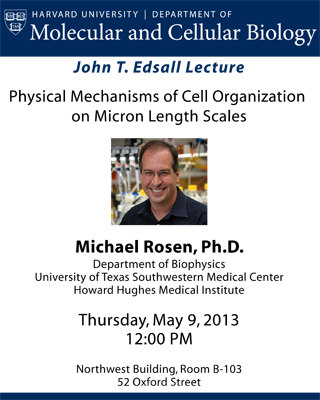 HARVARD UNIVERSITY | DEPARTMENT OF
Molecular and Cellular Biology
John T. Edsall Lecture
Physical Mechanisms of Cell Organization
on Micron Length Scales
Michael Rosen, Ph.D.
Department of Biophysics
University of Texas Southwestern Medical Center
Howard Hughes Medical Institute
Thursday, May 9, 2013
12:00 PM
Northwest Building, Room B-103
52 Oxford Street